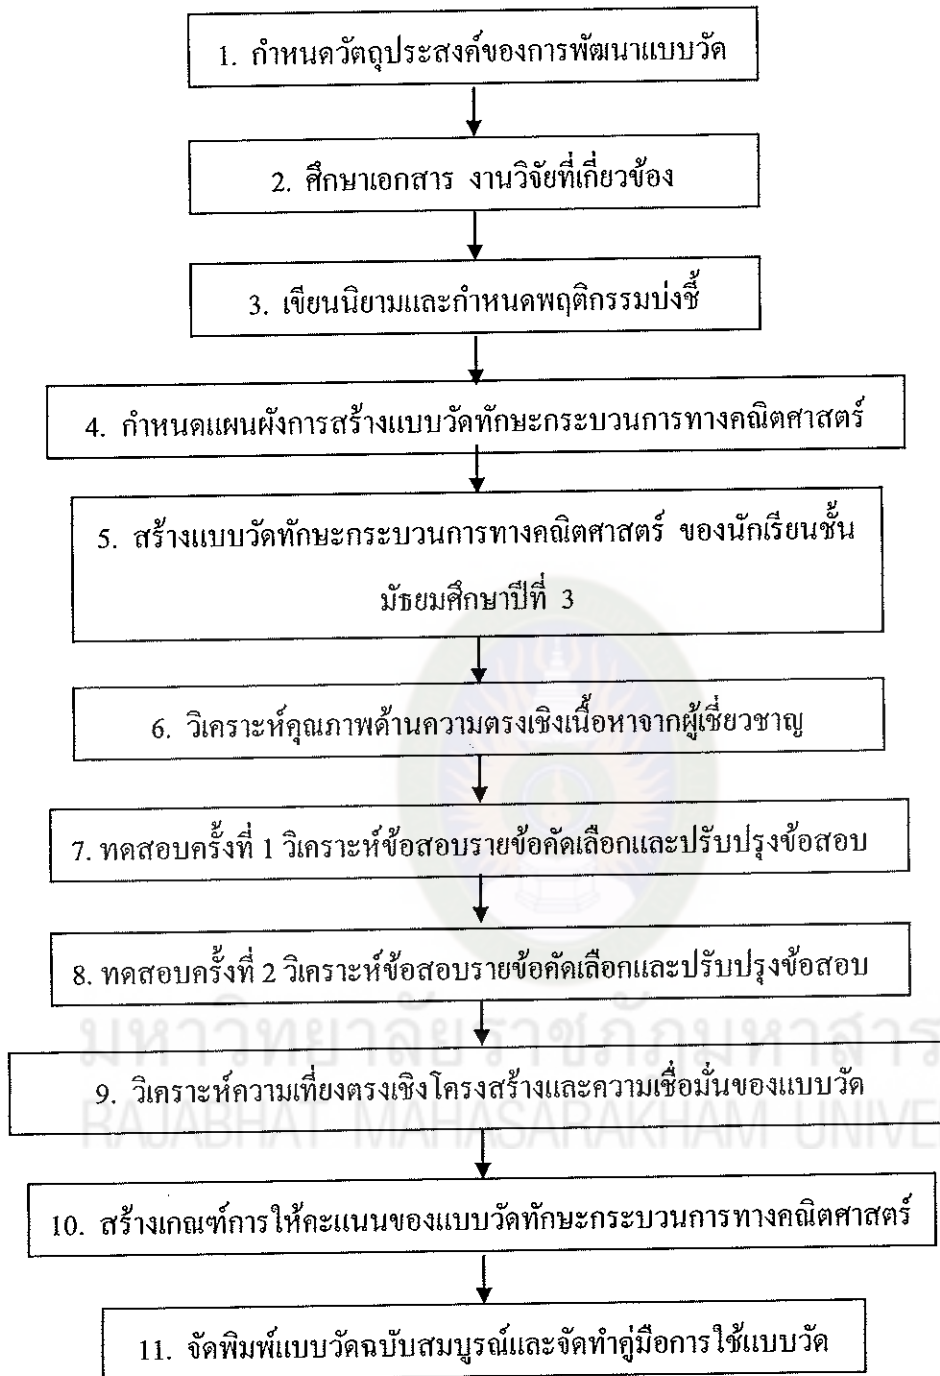 1. กำหนดวัตถุประสงค์ของการพัฒนาแบบวัด
2. ศึกษาเอกสาร งานวิจัยที่เกี่ยวข้อง
3. เขียนนิยามและกำหนดพฤติกรรมบ่งชี้
4. กำหนดแผนผังการสร้างแบบวัดทักษะกระบวนการทางคณิตศาสตร์
5. สร้างแบบวัดทักษะกระบวนการทางคณิตศาสตร์ ของนักเรียนชั้น
มัธยมศึกษาปีที่ 3
6. วิเคราะห์คุณภาพด้านความตรงเชิงเนื้อหาจากผู้เชี่ยวชาญ
7. ทดสอบครั้งที่ 1 วิเคราะห์ข้อสอบรายข้อคัดเลือกและปรับปรุงข้อสอบ
8. ทดสอบครั้งที่ 2 วิเคราะห์ข้อสอบรายข้อคัดเลือกและปรับปรุงข้อสอบ
มหาวิทยาลัยราชภัฏมหาสาร
9. วิเคราะห์ความเที่ยงตรงเชิงโครงสร้างและความเชื่อมั่นของแบบวัด
RAJABHAT MAHASARAKHAM UNIVE
10. สร้างเกณฑ์การให้คะแนนของแบบวัดทักษะกระบวนการทางคณิตศาสตร์
11. จัดพิมพ์แบบวัดฉบับสมบูรณ์และจัดทำคู่มือการใช้แบบวัด